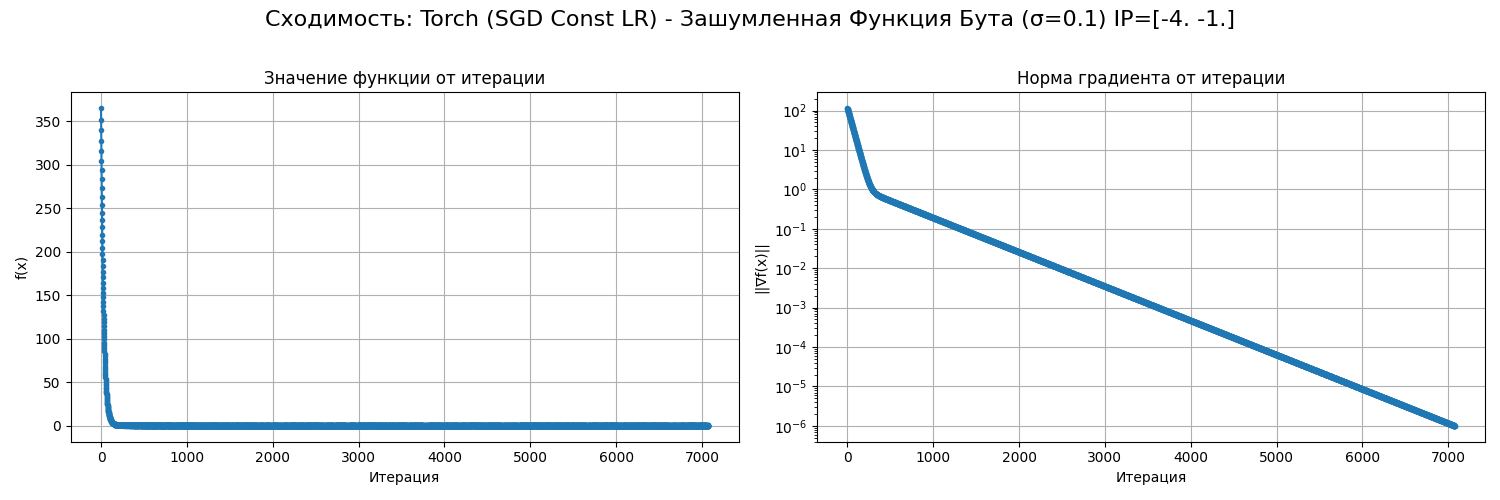 Сходимость: Torch (SGD Const LR) - Зашумленная Функция Бута (σ=0.1) IP=[-4. -1.]
Значение функции от итерации
f(x)
350
300
250
200
150
100
50
0
0 1000 2000 3000 4000 5000 6000 7000
Итерация
Норма градиента от итерации
||∇f(x)||
10²
10¹
10⁰
10⁻¹
10⁻²
10⁻³
10⁻⁴
10⁻⁵
10⁻⁶
0 1000 2000 3000 4000 5000 6000 7000
Итерация